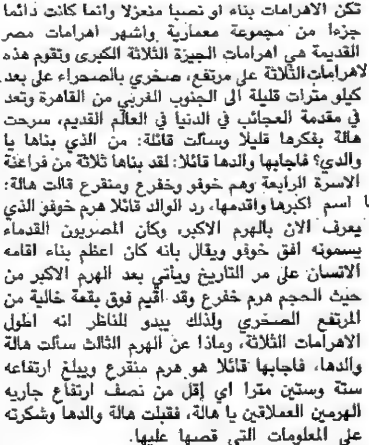 تكن الاهرامات بناء او نصبا منعزلا وانما كانت دائما
جزءا من مجموعة معمارية واشهر اهرامات مصر
القديمة هي اهرامات الجيزة الثلاثة الكبرى وتقوم هذه
لاهرامات الثلاثة على مرتفع، صخري بالصحراء على بعد
كيلو مترات قليلة الى الجنوب الغربي من القاهرة وتعد
في مقدمة العجائب في الدنيا في العالم القديم، سرحت
هالة بفكرها قليلا وسألت قائلة: من الذي بناها يا
والدي؟ فاجابها والدها قائلا: لقد بناها ثلاثة من فراعنة
الاسرة الرابعة وهم خوفو وخفرع ومنقرع قالت هالة:
ا اسم اكبرها واقدمها، رد الوالد قائلا هرم خوفو الذي
يعرف الان بالهرم الاكبر، وكان المصريون القدماء
يسمونه افق خوفو ويقال بانه كان اعظم بناء اقامه
الانسان على مر التاريخ ويأتي بعد الهرم الاكبر من
حيث الحجم هرم خفرع وقد اقيم فوق بقعة خالية من
المرتفع الصخري ولذلك يبدو للناظر انه اطول
الاهرامات الثلاثة، وماذا عن الهرم الثالث سألت هالة
والدها، فاجابها قائلا هو هرم منقرع ويبلغ ارتفاعه
ستة وستين مترا اي إقل من نصف ارتفاع جاريه
الهرمين العملاقين يا هالة، فقبلت هالة والدها وشكرته
على المعلومات التي قصها عليها.